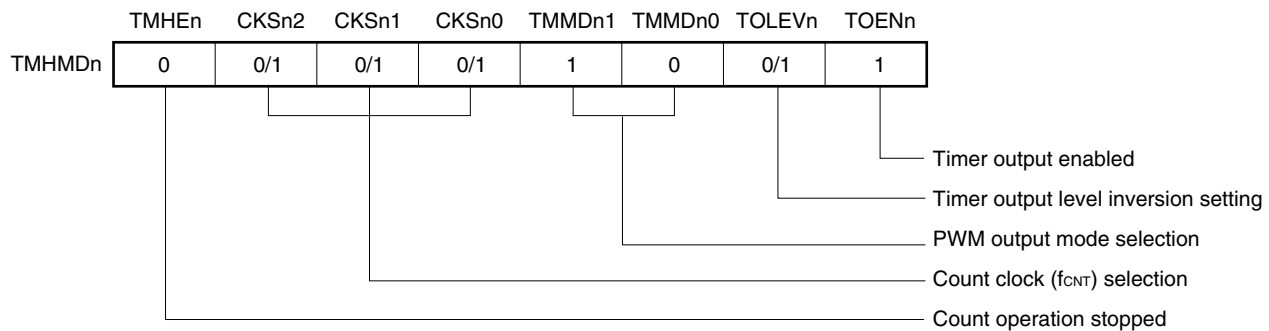 TMHEn CKSn2 CKSn1 CKSn0 TMMDn1 TMMDn0 TOLEVn TOENn
TMHMDn 0 0/1 0/1 0/1 1 0 0/1 1
Timer output enabled
Timer output level inversion setting
PWM output mode selection
Count clock (fCNT) selection
Count operation stopped